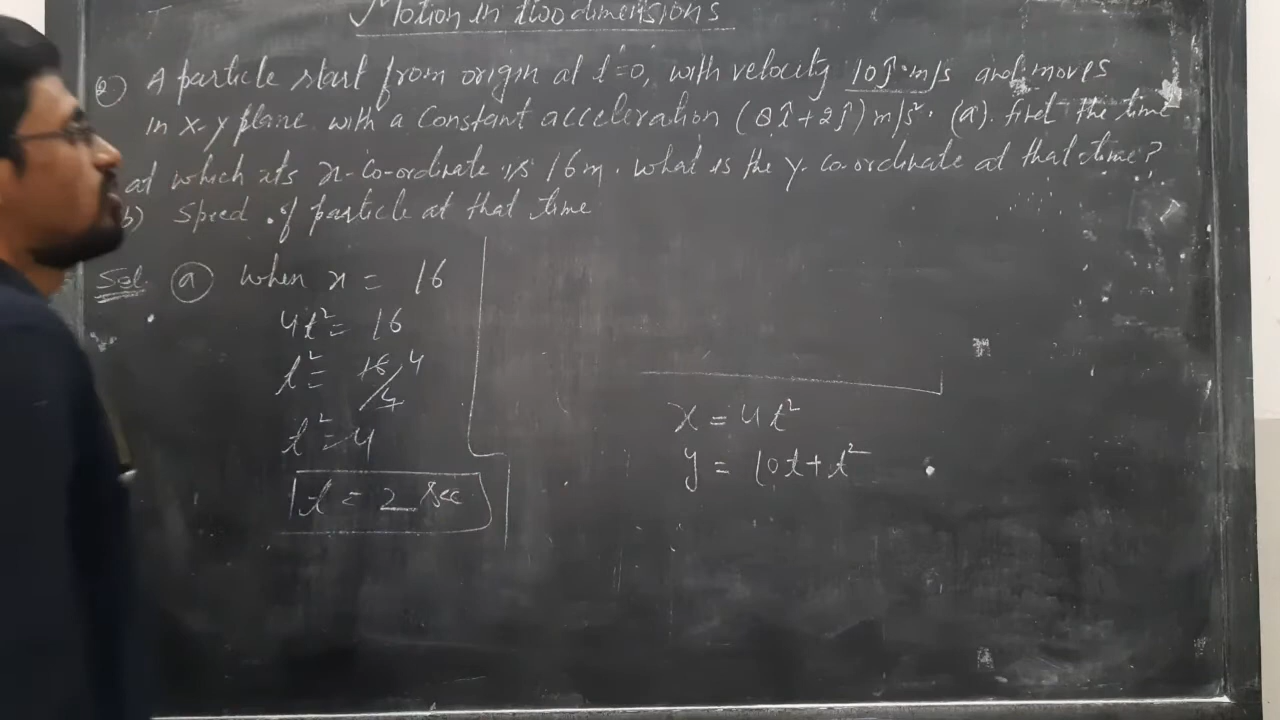 Motion in two dimensions
Q A particle start from origin at t=0, with velocity 10ĵ m/s and moves
in x-y plane with a constant acceleration (8î+2ĵ) m/s². (a). find the time
at which its x-co-ordinate is 16m. What is the y-co-ordinate at that time?
b) Speed of particle at that time
Sol. (a) when x = 16
4t² = 16
t² = 16/4 4
t² = 4
t = 2 sec
x = 4t²
y = 10t+t²